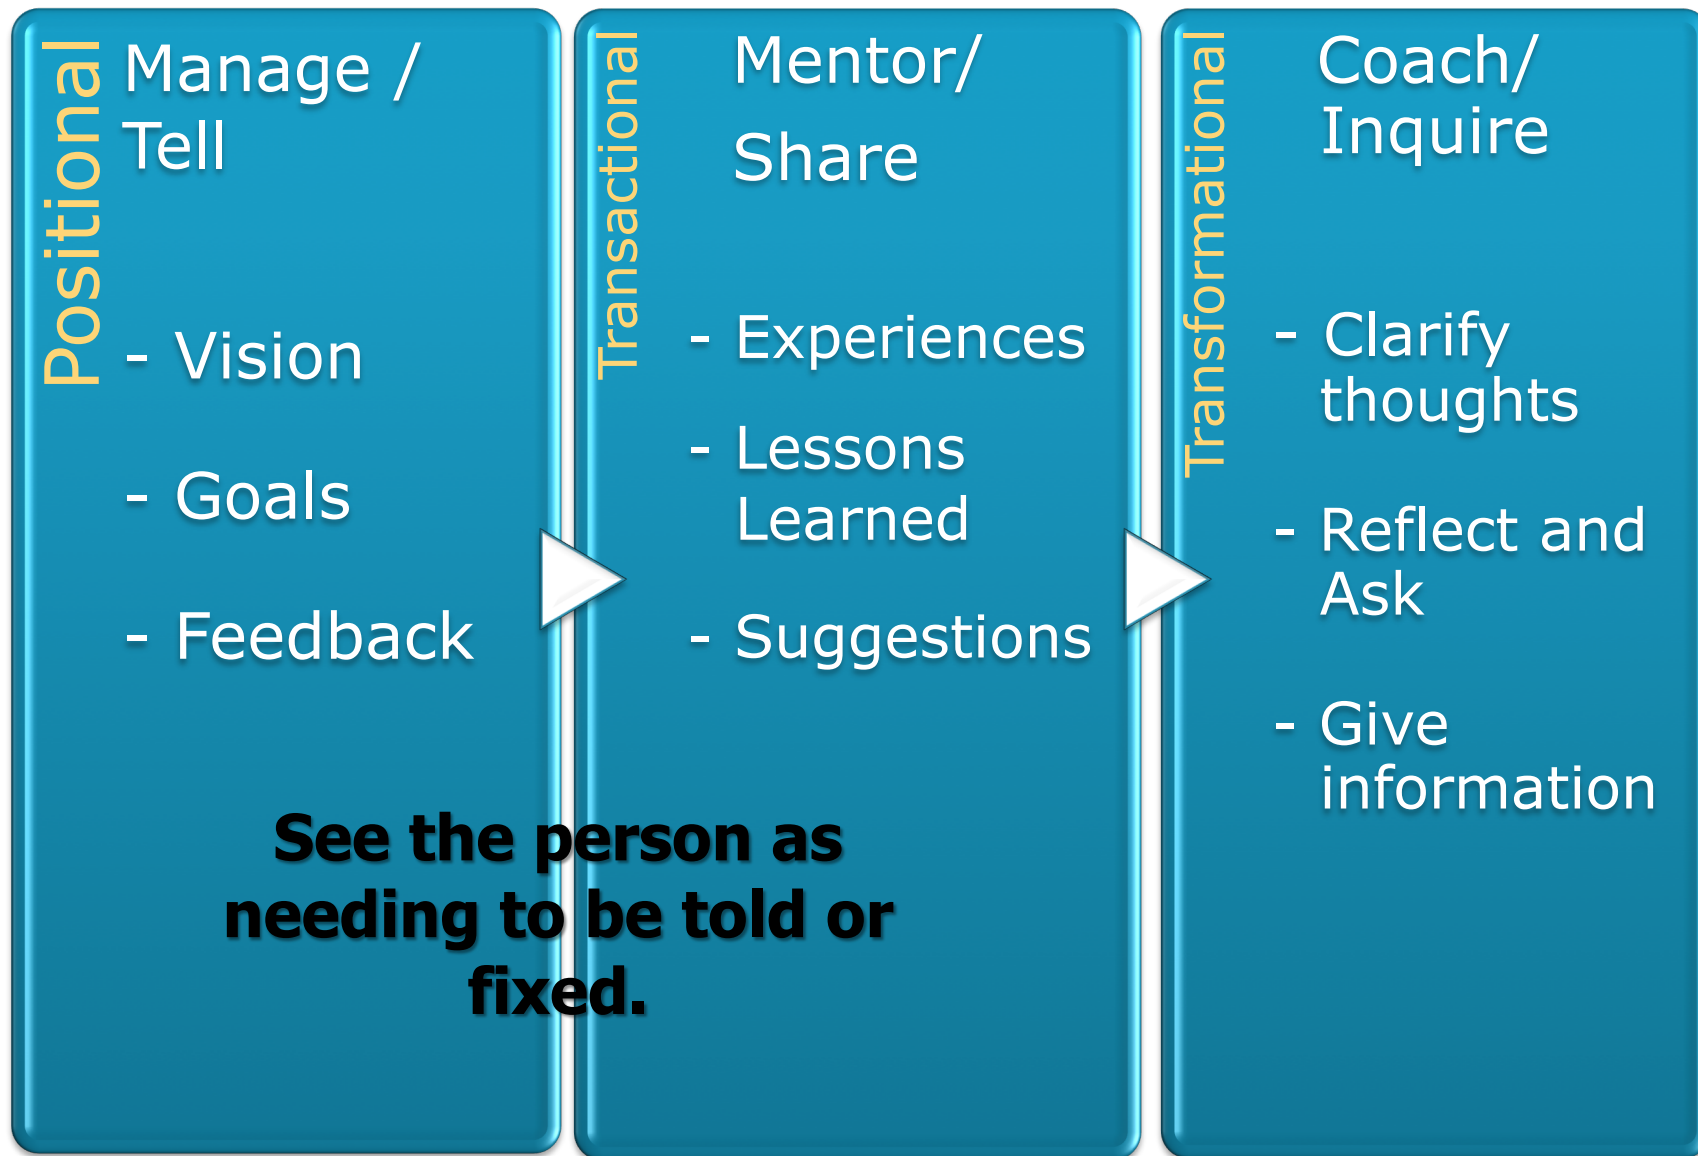 Positional
Manage /
Tell
- Vision
- Goals
- Feedback
Transactional
Mentor/
Share
- Experiences
- Lessons
Learned
- Suggestions
Transformational
Coach/
Inquire
- Clarify
thoughts
- Reflect and
Ask
- Give
information
See the person as
needing to be told or
fixed.